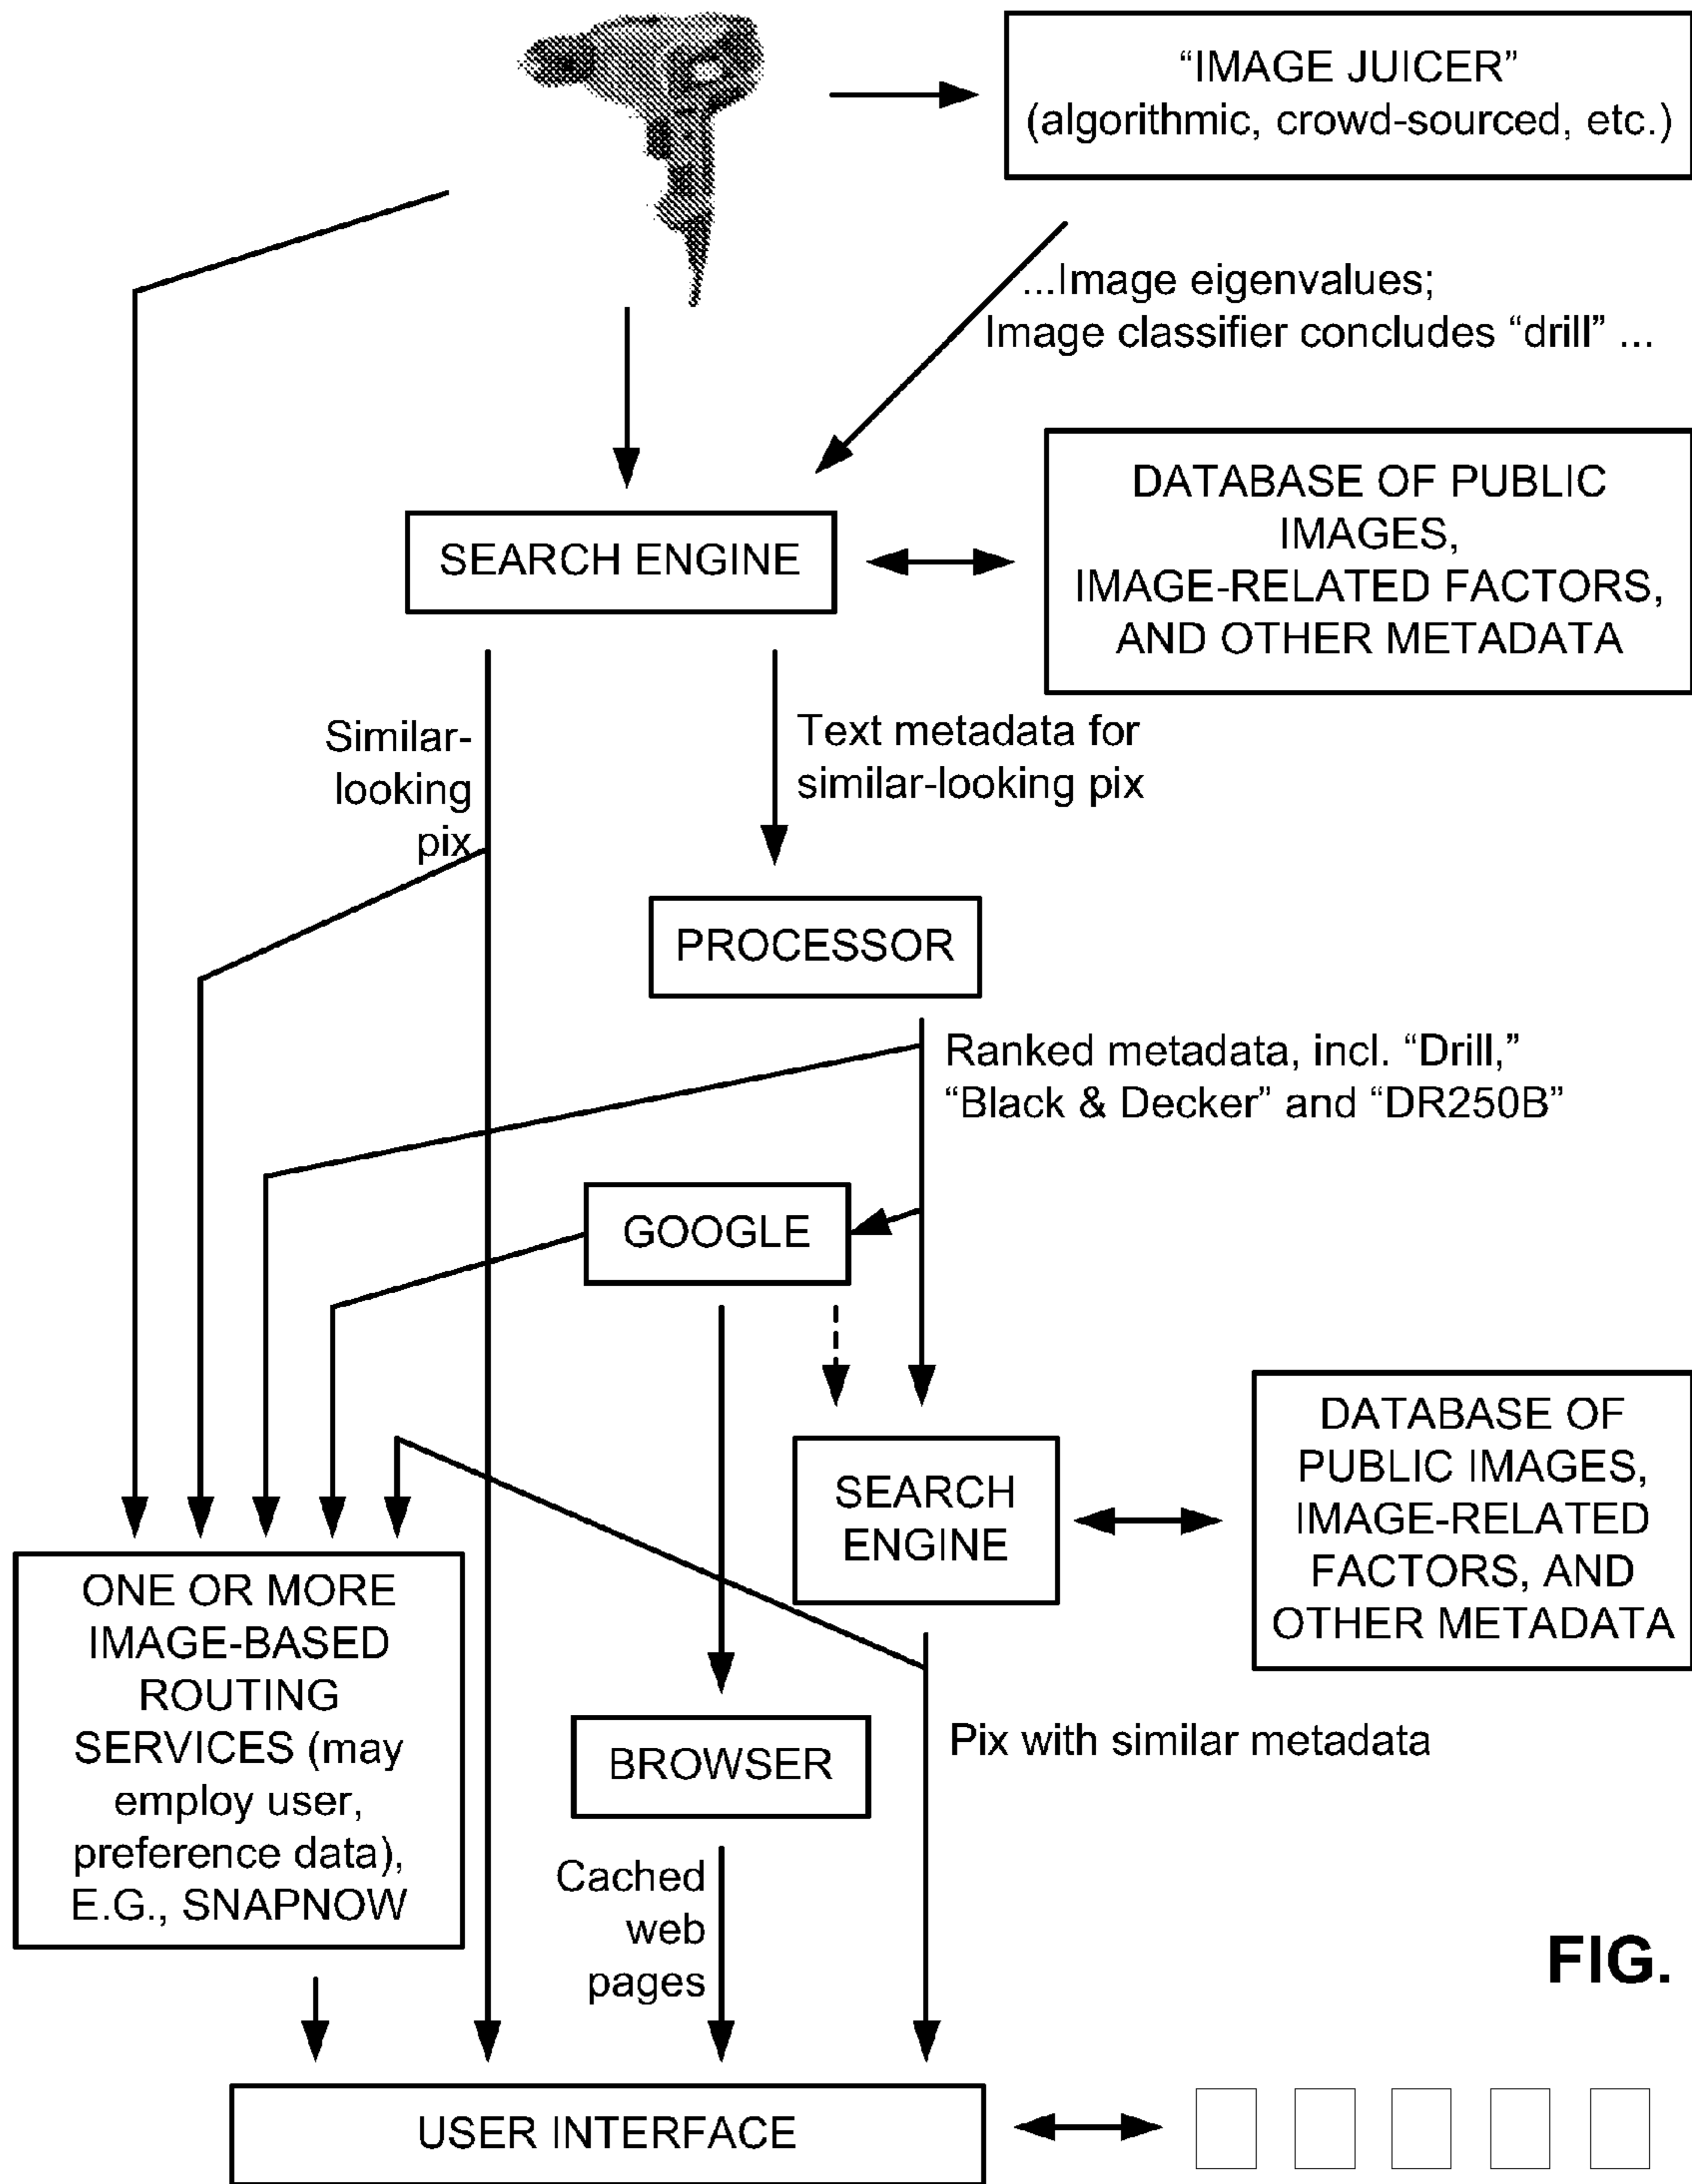 “IMAGE JUICER”
(algorithmic, crowd-sourced, etc.)
...Image eigenvalues;
Image classifier concludes “drill” ...
DATABASE OF PUBLIC
IMAGES,
IMAGE-RELATED FACTORS,
AND OTHER METADATA
SEARCH ENGINE
Similar-
looking
pix
Text metadata for
similar-looking pix
PROCESSOR
Ranked metadata, incl. “Drill,”
“Black & Decker” and “DR250B”
GOOGLE
SEARCH
ENGINE
DATABASE OF
PUBLIC IMAGES,
IMAGE-RELATED
FACTORS, AND
OTHER METADATA
ONE OR MORE
IMAGE-BASED
ROUTING
SERVICES (may
employ user,
preference data),
E.G., SNAPNOW
BROWSER
Pix with similar metadata
Cached
web
pages
FIG.
USER INTERFACE